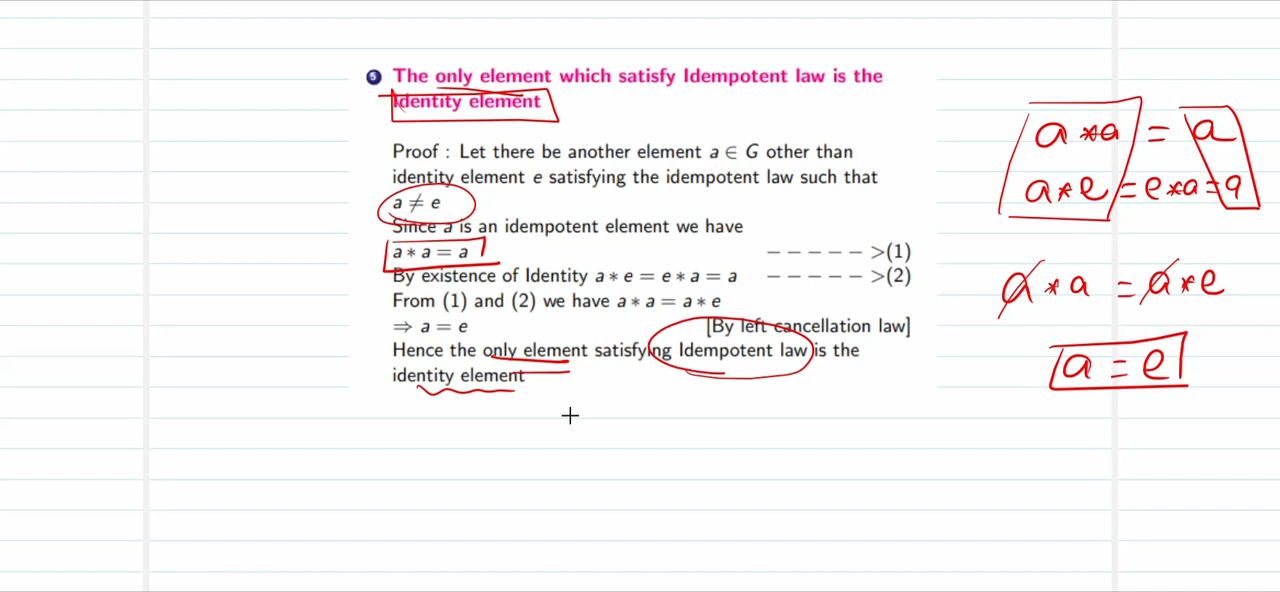 5 The only element which satisfy Idempotent law is the
Identity element
Proof : Let there be another element a ∈ G other than
identity element e satisfying the idempotent law such that
a ≠ e
Since a is an idempotent element we have
a ∗ a = a - - - - - >(1)
By existence of Identity a ∗ e = e ∗ a = a - - - - - >(2)
From (1) and (2) we have a ∗ a = a ∗ e
⇒ a = e [By left cancellation law]
Hence the only element satisfying Idempotent law is the
identity element
a * a = a
a * e = e * a = a
a * a = a * e
a = e